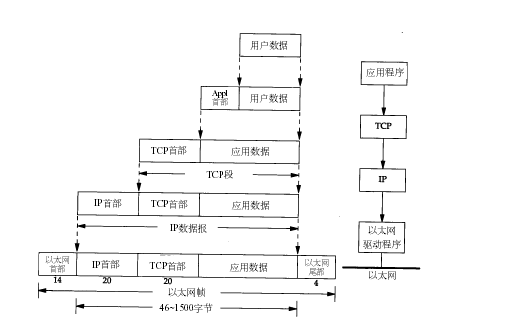 用户数据
Appl
首部
用户数据
TCP首部
应用数据
TCP段
IP首部
TCP首部
应用数据
IP数据报
以太网
首部
IP首部
TCP首部
应用数据
以太网
尾部
14
20
20
4
以太网帧
46~1500字节
应用程序
TCP
IP
以太网
驱动程序
以太网